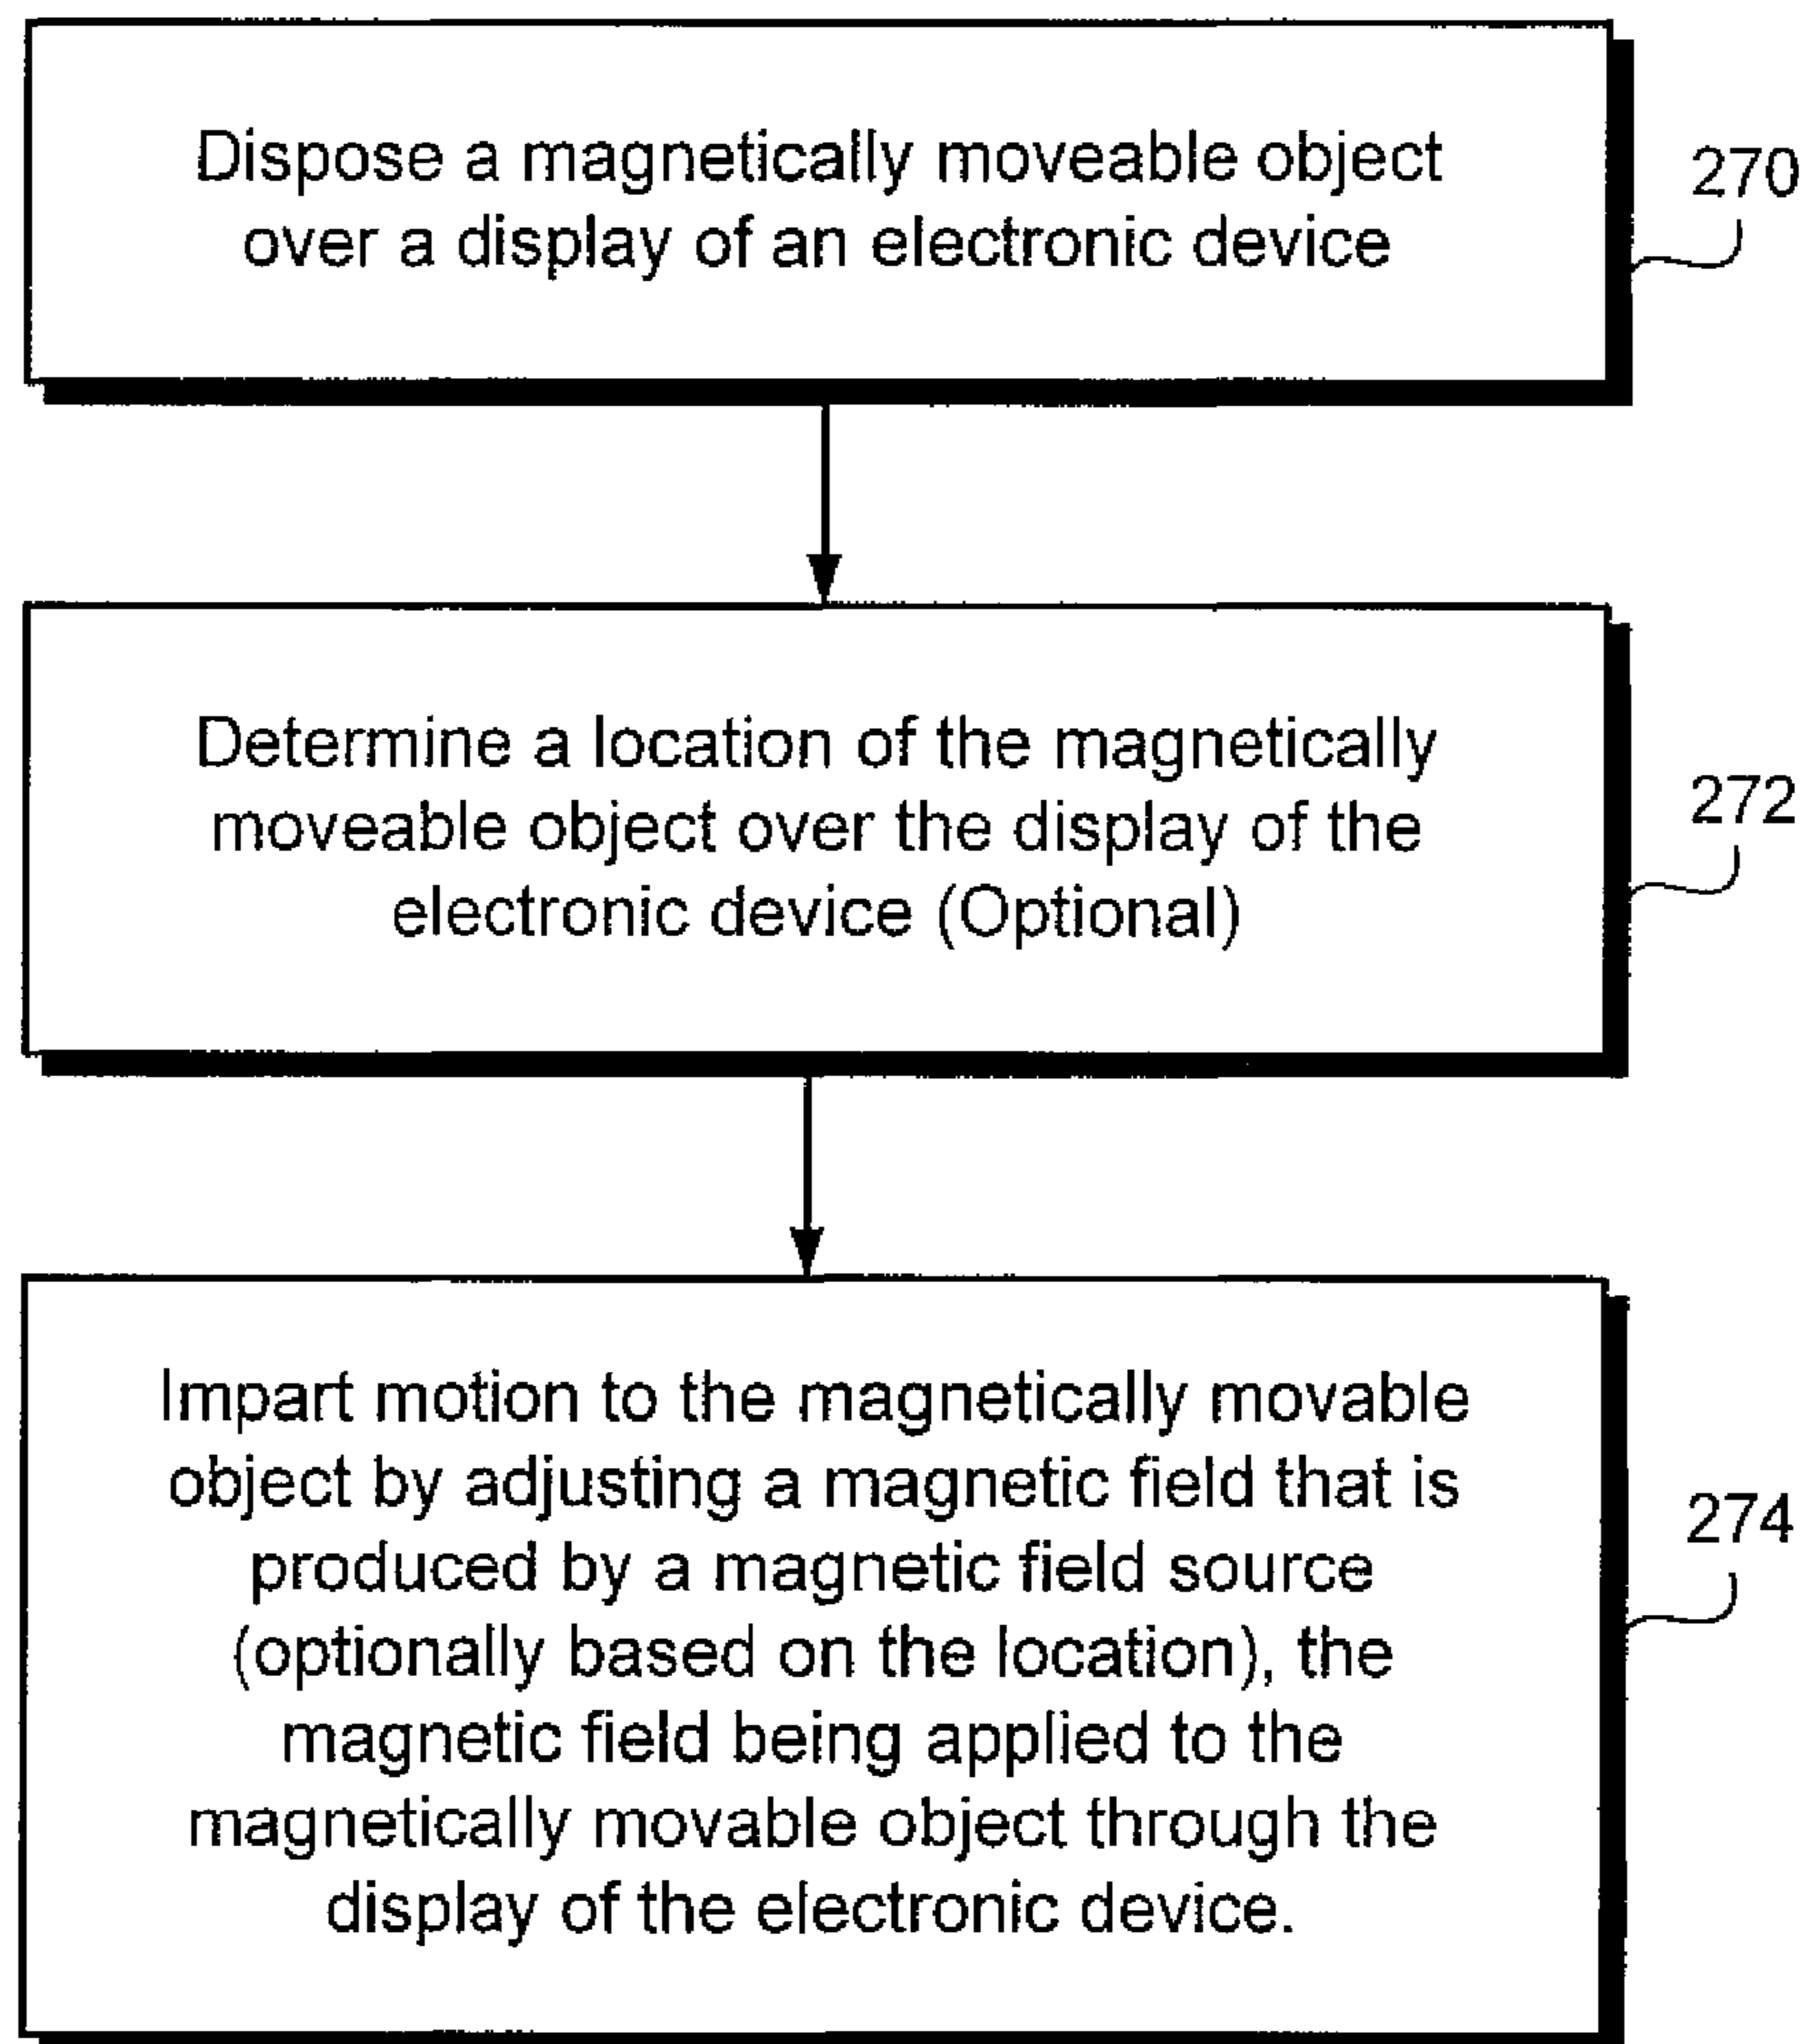 Dispose a magnetically moveable object
over a display of an electronic device
270
Determine a location of the magnetically
moveable object over the display of the
electronic device (Optional)
272
Impart motion to the magnetically movable
object by adjusting a magnetic field that is
produced by a magnetic field source
(optionally based on the location), the
magnetic field being applied to the
magnetically movable object through the
display of the electronic device.
274